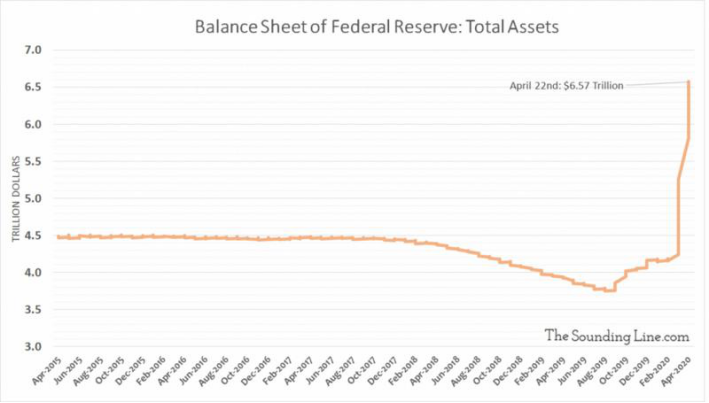 Balance Sheet of Federal Reserve: Total Assets
7.0
6.5
6.0
5.5
5.0
4.5
4.0
3.5
3.0
TRILLION DOLLARS
April 22nd: $6.57 Trillion
The Sounding Line.com
Apr-2015
Jun-2015
Aug-2015
Oct-2015
Dec-2015
Feb-2016
Apr-2016
Jun-2016
Aug-2016
Oct-2016
Dec-2016
Feb-2017
Apr-2017
Jun-2017
Aug-2017
Oct-2017
Dec-2017
Feb-2018
Apr-2018
Jun-2018
Aug-2018
Oct-2018
Dec-2018
Feb-2019
Apr-2019
Jun-2019
Aug-2019
Oct-2019
Dec-2019
Feb-2020
Apr-2020